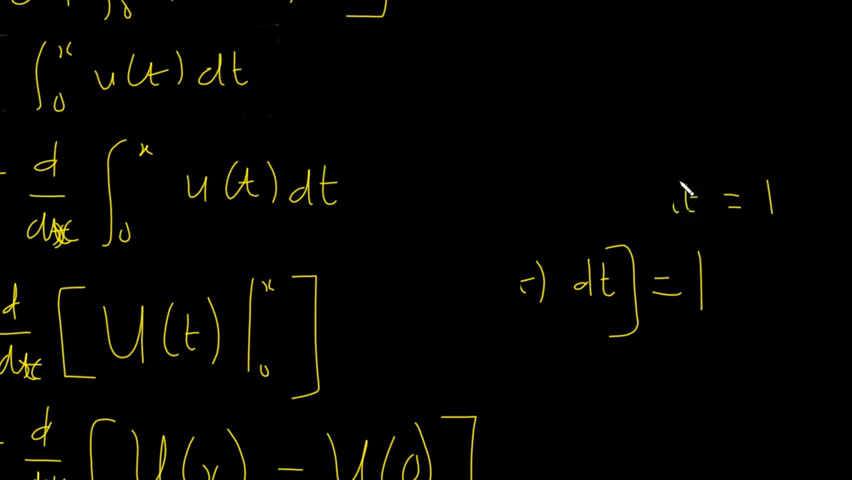 ∫₀ˣ u(t) dt
d/dx ∫₀ˣ u(t) dt
= 1
dt] = 1
d/dx [U(t) |₀ˣ]
d/dx [U(x) − U(0)]